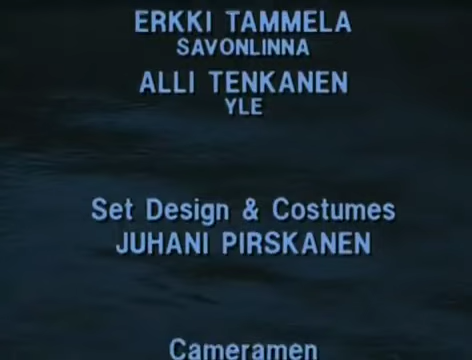 ERKKI TAMMELA
SAVONLINNA
ALLI TENKANEN
YLE
Set Design & Costumes
JUHANI PIRSKANEN
Cameramen